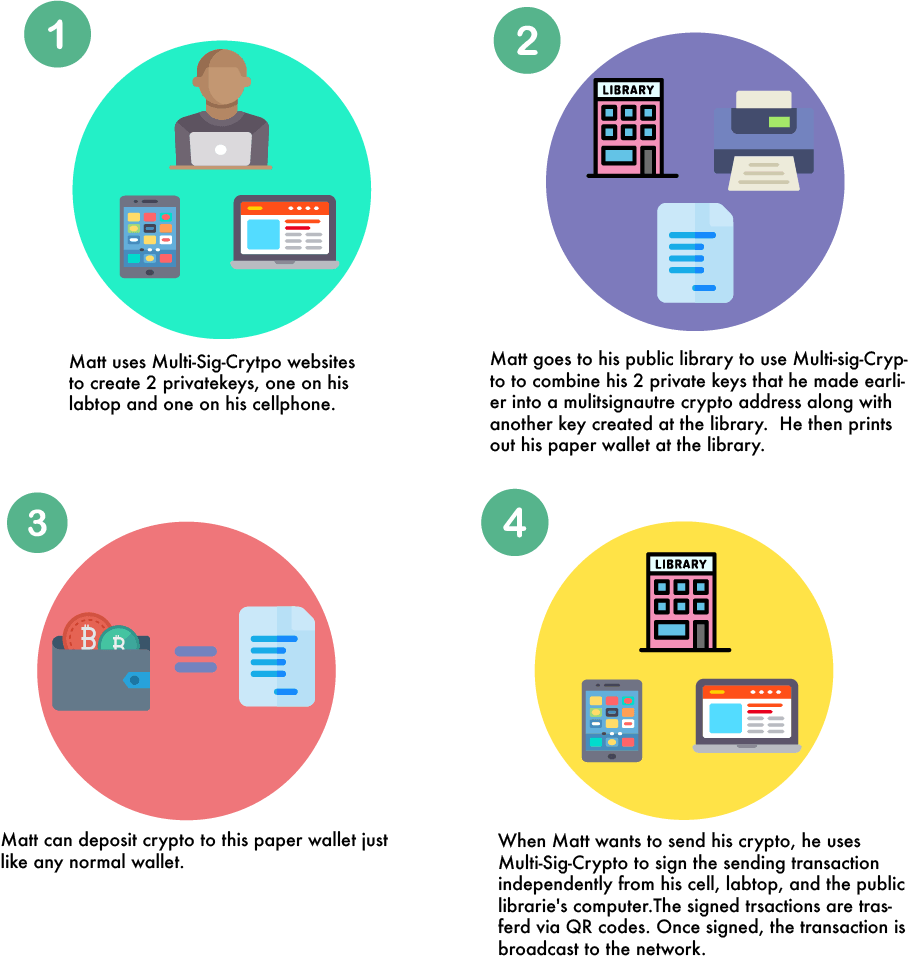 1
Matt uses Multi-Sig-Crytpo websites
to create 2 privatekeys, one on his
labtop and one on his cellphone.
2
LIBRARY
Matt goes to his public library to use Multi-sig-Cryp-
to to combine his 2 private keys that he made earli-
er into a mulitsignautre crypto address along with
another key created at the library.  He then prints
out his paper wallet at the library.
3
Matt can deposit crypto to this paper wallet just
like any normal wallet.
4
LIBRARY
When Matt wants to send his crypto, he uses
Multi-Sig-Crypto to sign the sending transaction
independently from his cell, labtop, and the public
librarie's computer.The signed trsactions are tras-
ferd via QR codes. Once signed, the transaction is
broadcast to the network.